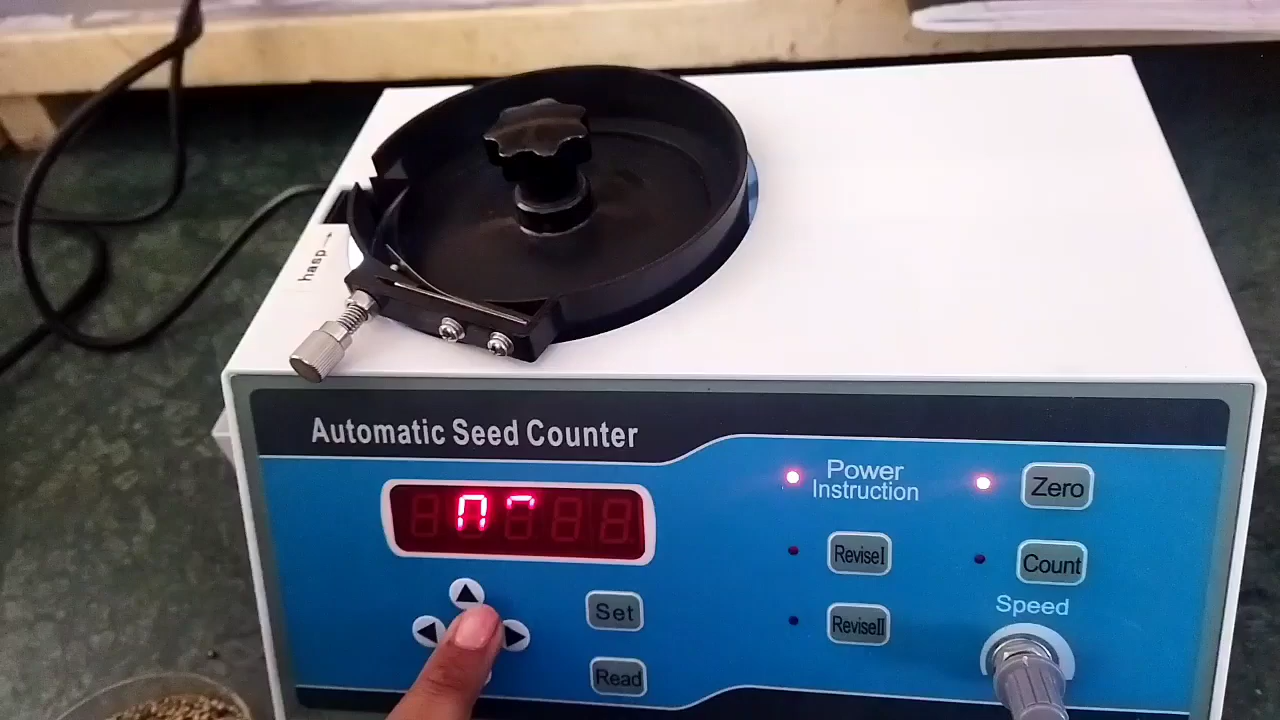 hasp→
Automatic Seed Counter
Power
Instruction
Zero
ReviseI
Count
Set
Speed
ReviseII
Read